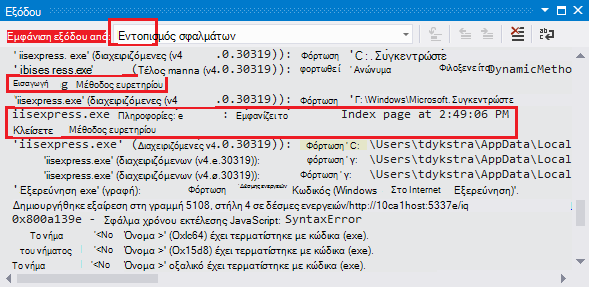 Εξόδου
Εμφάνιση εξόδου από: Εντοπισμός σφαλμάτων
' iisexpress. exe' (διαχειριζόμενες (v4 .0.30319)): Φόρτωση 'C:. Συγκεντρώστε
'ibises ress.exe' (Τέλος manna (v4.0.30319)): φορτωθεί 'Ανώνυμα Φιλοξενείται DynamicMetho
Εισαγωγή g Μέθοδος ευρετηρίου
'iisexpress.exe' (διαχειριζόμενες (v4 .0.30319)): Φόρτωση 'Γ:\Windows\Microsoft. Συγκεντρώστε
iisexpress.exe Πληροφορίες: e : Εμφανίζει το Index page at 2:49:06 PM
Κλείσετε Μέθοδος ευρετηρίου
'iisexpress.exe' (Διαχειριζόμενες (v4.0.30319)): Φόρτωση ' C: \Users\tdykstra\AppData\Local
'iisexpress.exe' (διαχειριζόμενων (v4.e.30319)): φόρτωση 'γ: \Users\tdykstra\AppData\Local
'iisexpress.exe' (διαχειριζόμενων (v4.ø.30319)): Φόρτωση 'γ: \Users\tdykstra\AppData\Local
' Εξερεύνηση exe' (γραφή): Φόρτωση 'Δέσμης ενεργειών Κωδικός (Windows Στο Internet Εξερεύνηση)'.
Δημιουργήθηκε εξαίρεση στη γραμμή 5108, στήλη 4 σε δέσμες ενεργειών/http://10ca1host:5337e/iq
0x800a139e - Σφάλμα χρόνου εκτέλεσης JavaScript: SyntaxError
Το νήμα '<No Όνομα >' (Oxlc64) έχει τερματίστηκε με κώδικα (exe).
του νήματος '<No Όνομα >' (Ox15d8) έχει τερματίστηκε με κώδικα (exe).
Το νήμα '<No Όνομα >' οξαλικό έχει τερματίστηκε με κώδικα (exe).